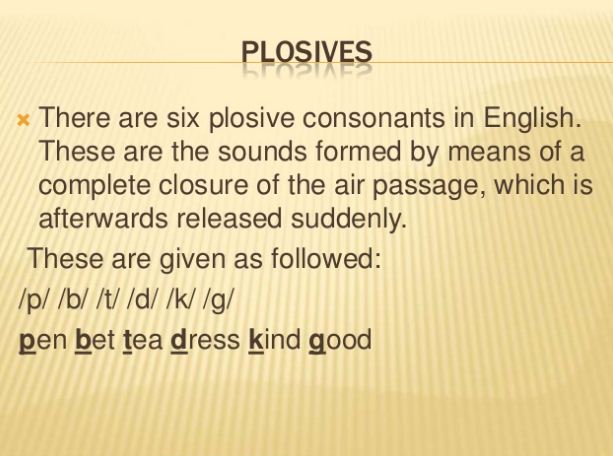 PLOSIVES
There are six plosive consonants in English.
These are the sounds formed by means of a
complete closure of the air passage, which is
afterwards released suddenly.
These are given as followed:
/p/ /b/ /t/ /d/ /k/ /g/
pen bet tea dress kind good